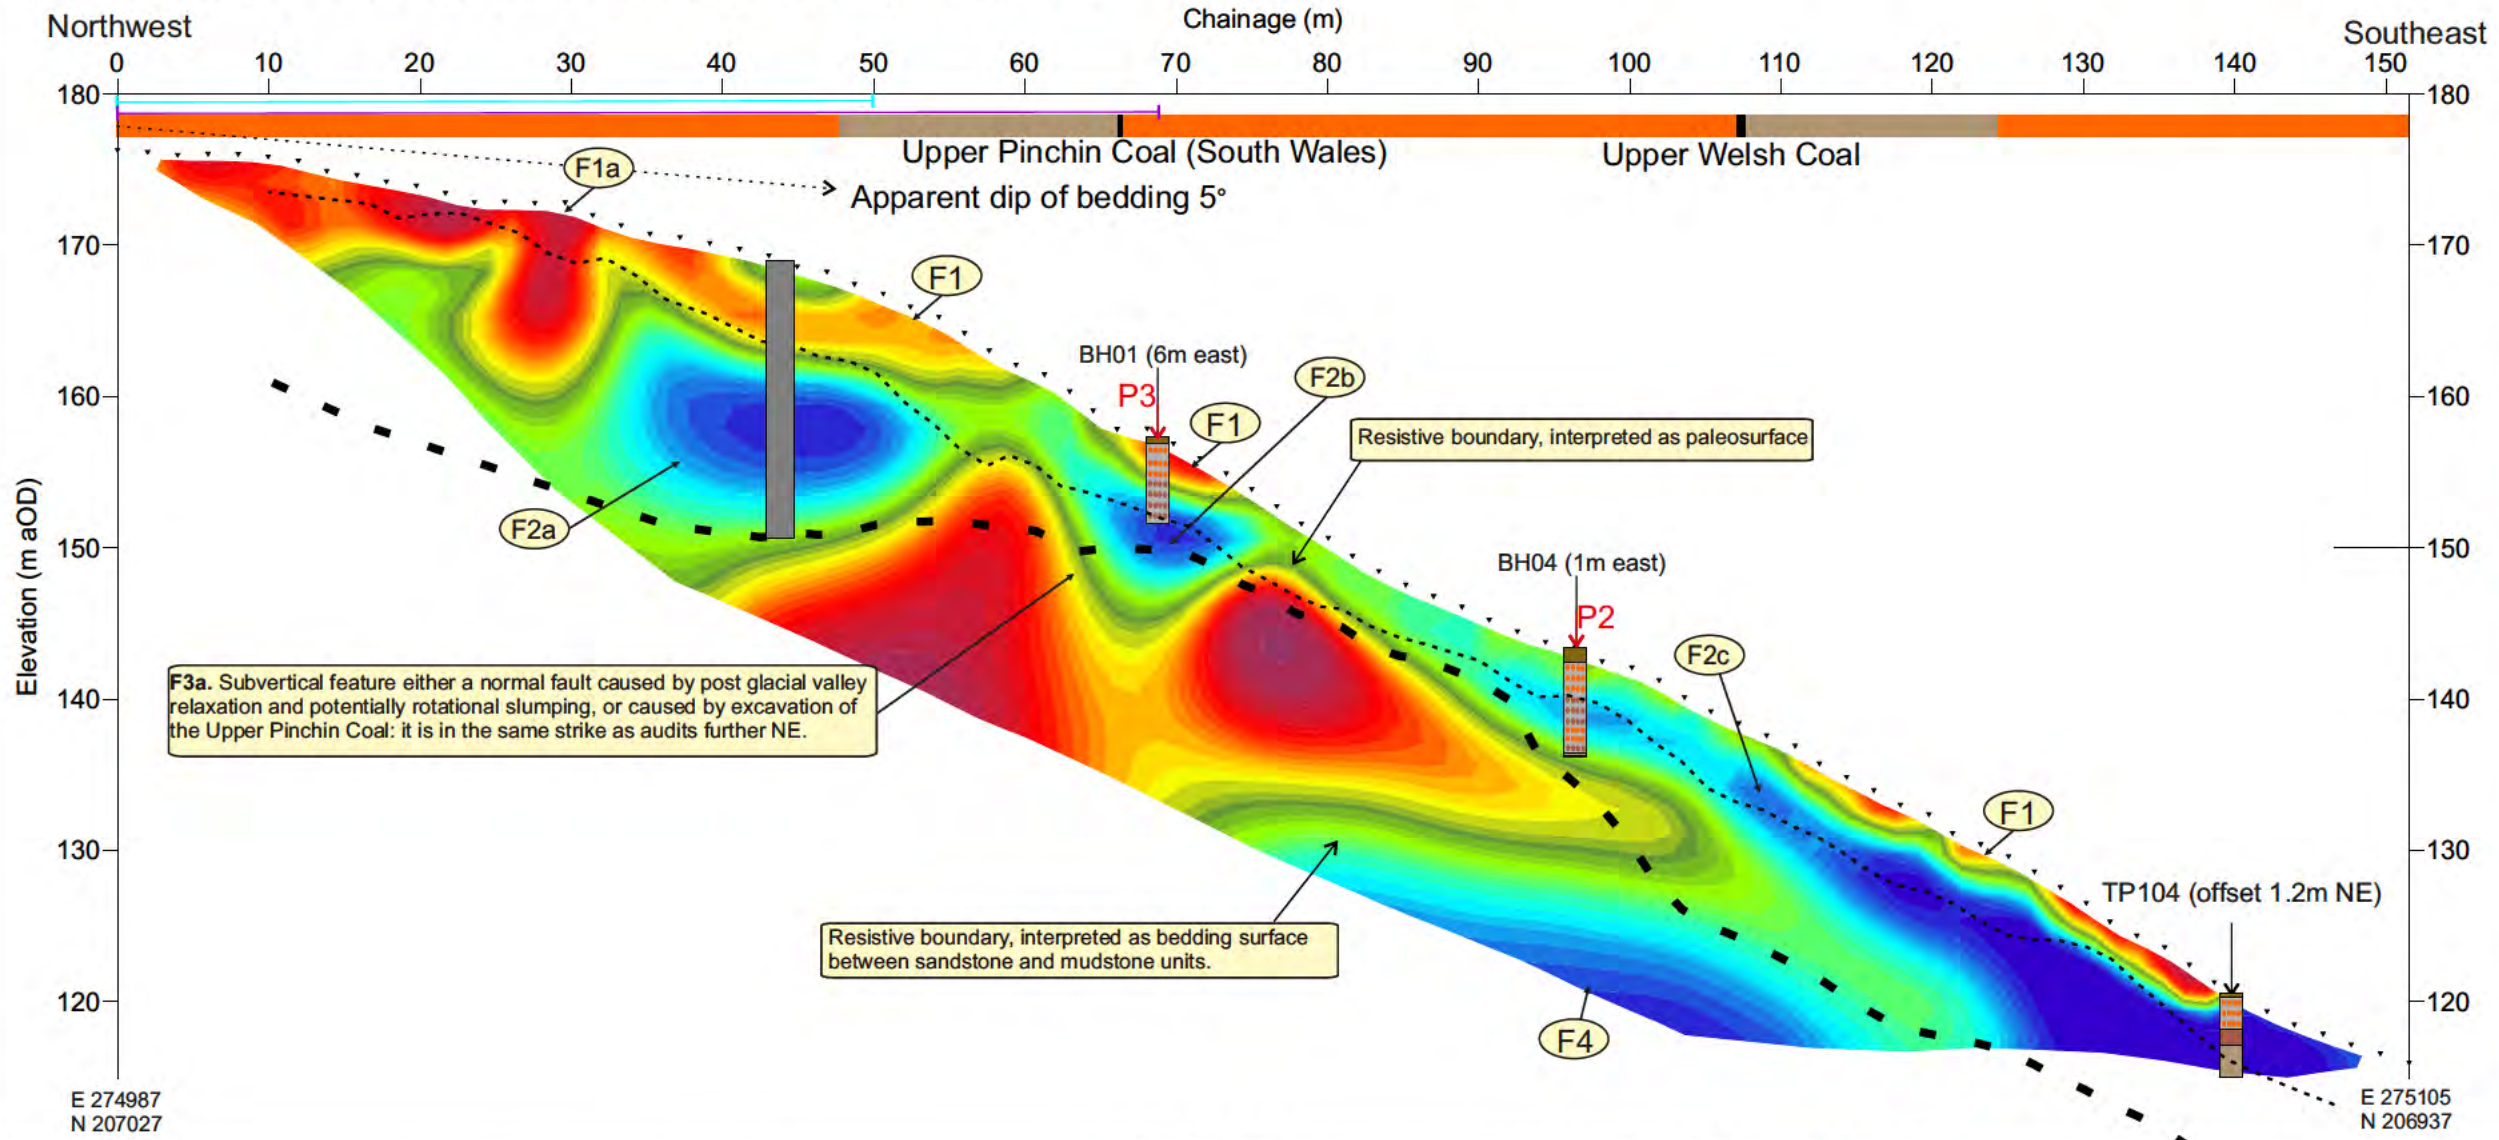 Chainage (m)
Northwest
Southeast
0 10 20 30 40 50 60 70 80 90 100 110 120 130 140 150
180
180
Upper Pinchin Coal (South Wales)
Upper Welsh Coal
F1a
Apparent dip of bedding 5°
170
170
F1
BH01 (6m east)
F2b
P3
160
160
F1
Resistive boundary, interpreted as paleosurface
Elevation (m aOD)
F2a
150
150
BH04 (1m east)
P2
F2c
F3a. Subvertical feature either a normal fault caused by post glacial valley
relaxation and potentially rotational slumping, or caused by excavation of
the Upper Pinchin Coal: it is in the same strike as audits further NE.
140
140
F1
130
130
TP104 (offset 1.2m NE)
Resistive boundary, interpreted as bedding surface
between sandstone and mudstone units.
120
120
F4
E 274987
N 207027
E 275105
N 206937